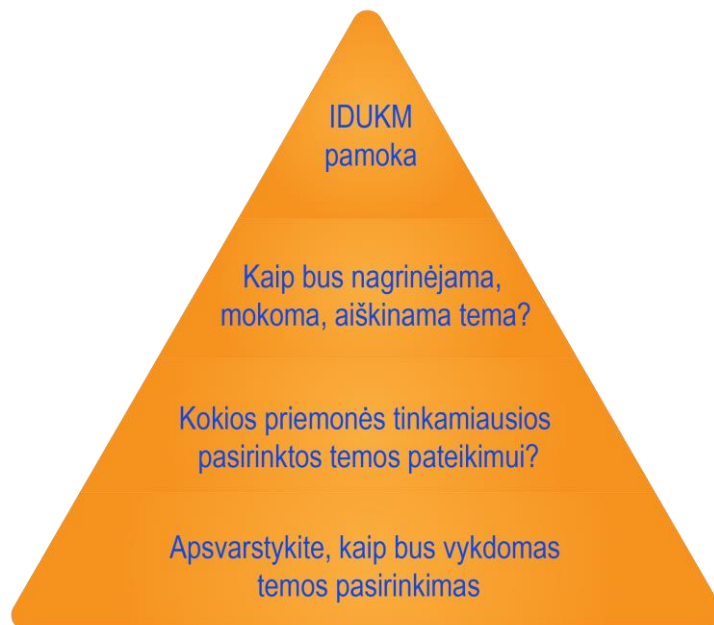 IDUKM
pamoka
Kaip bus nagrinėjama,
mokoma, aiškinama tema?
Kokios priemonės tinkamiausios
pasirinktos temos pateikimui?
Apsvarstykite, kaip bus vykdomas
temos pasirinkimas